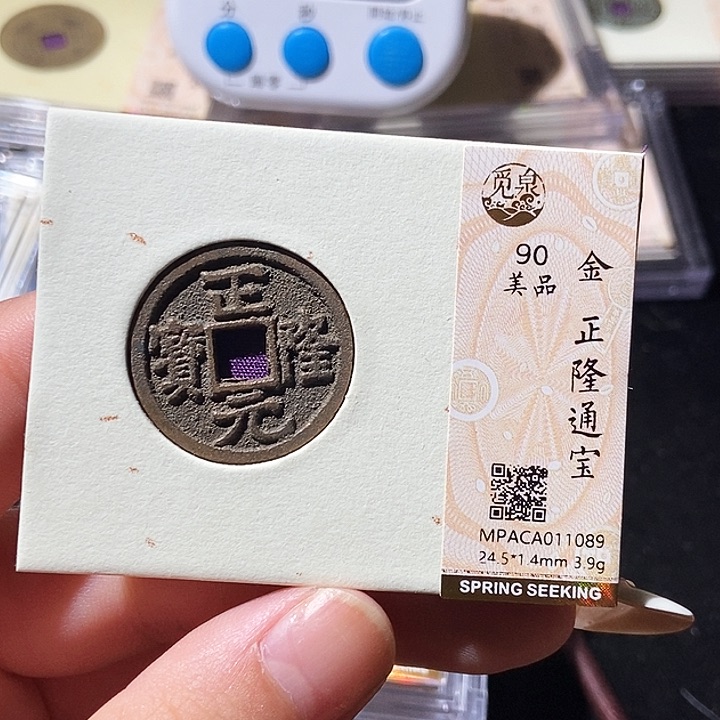 分 秒
正隆元寶
觅泉
90
美品
金 正隆通宝
MPACA011089
24.5*1.4mm 3.9g
SPRING SEEKING